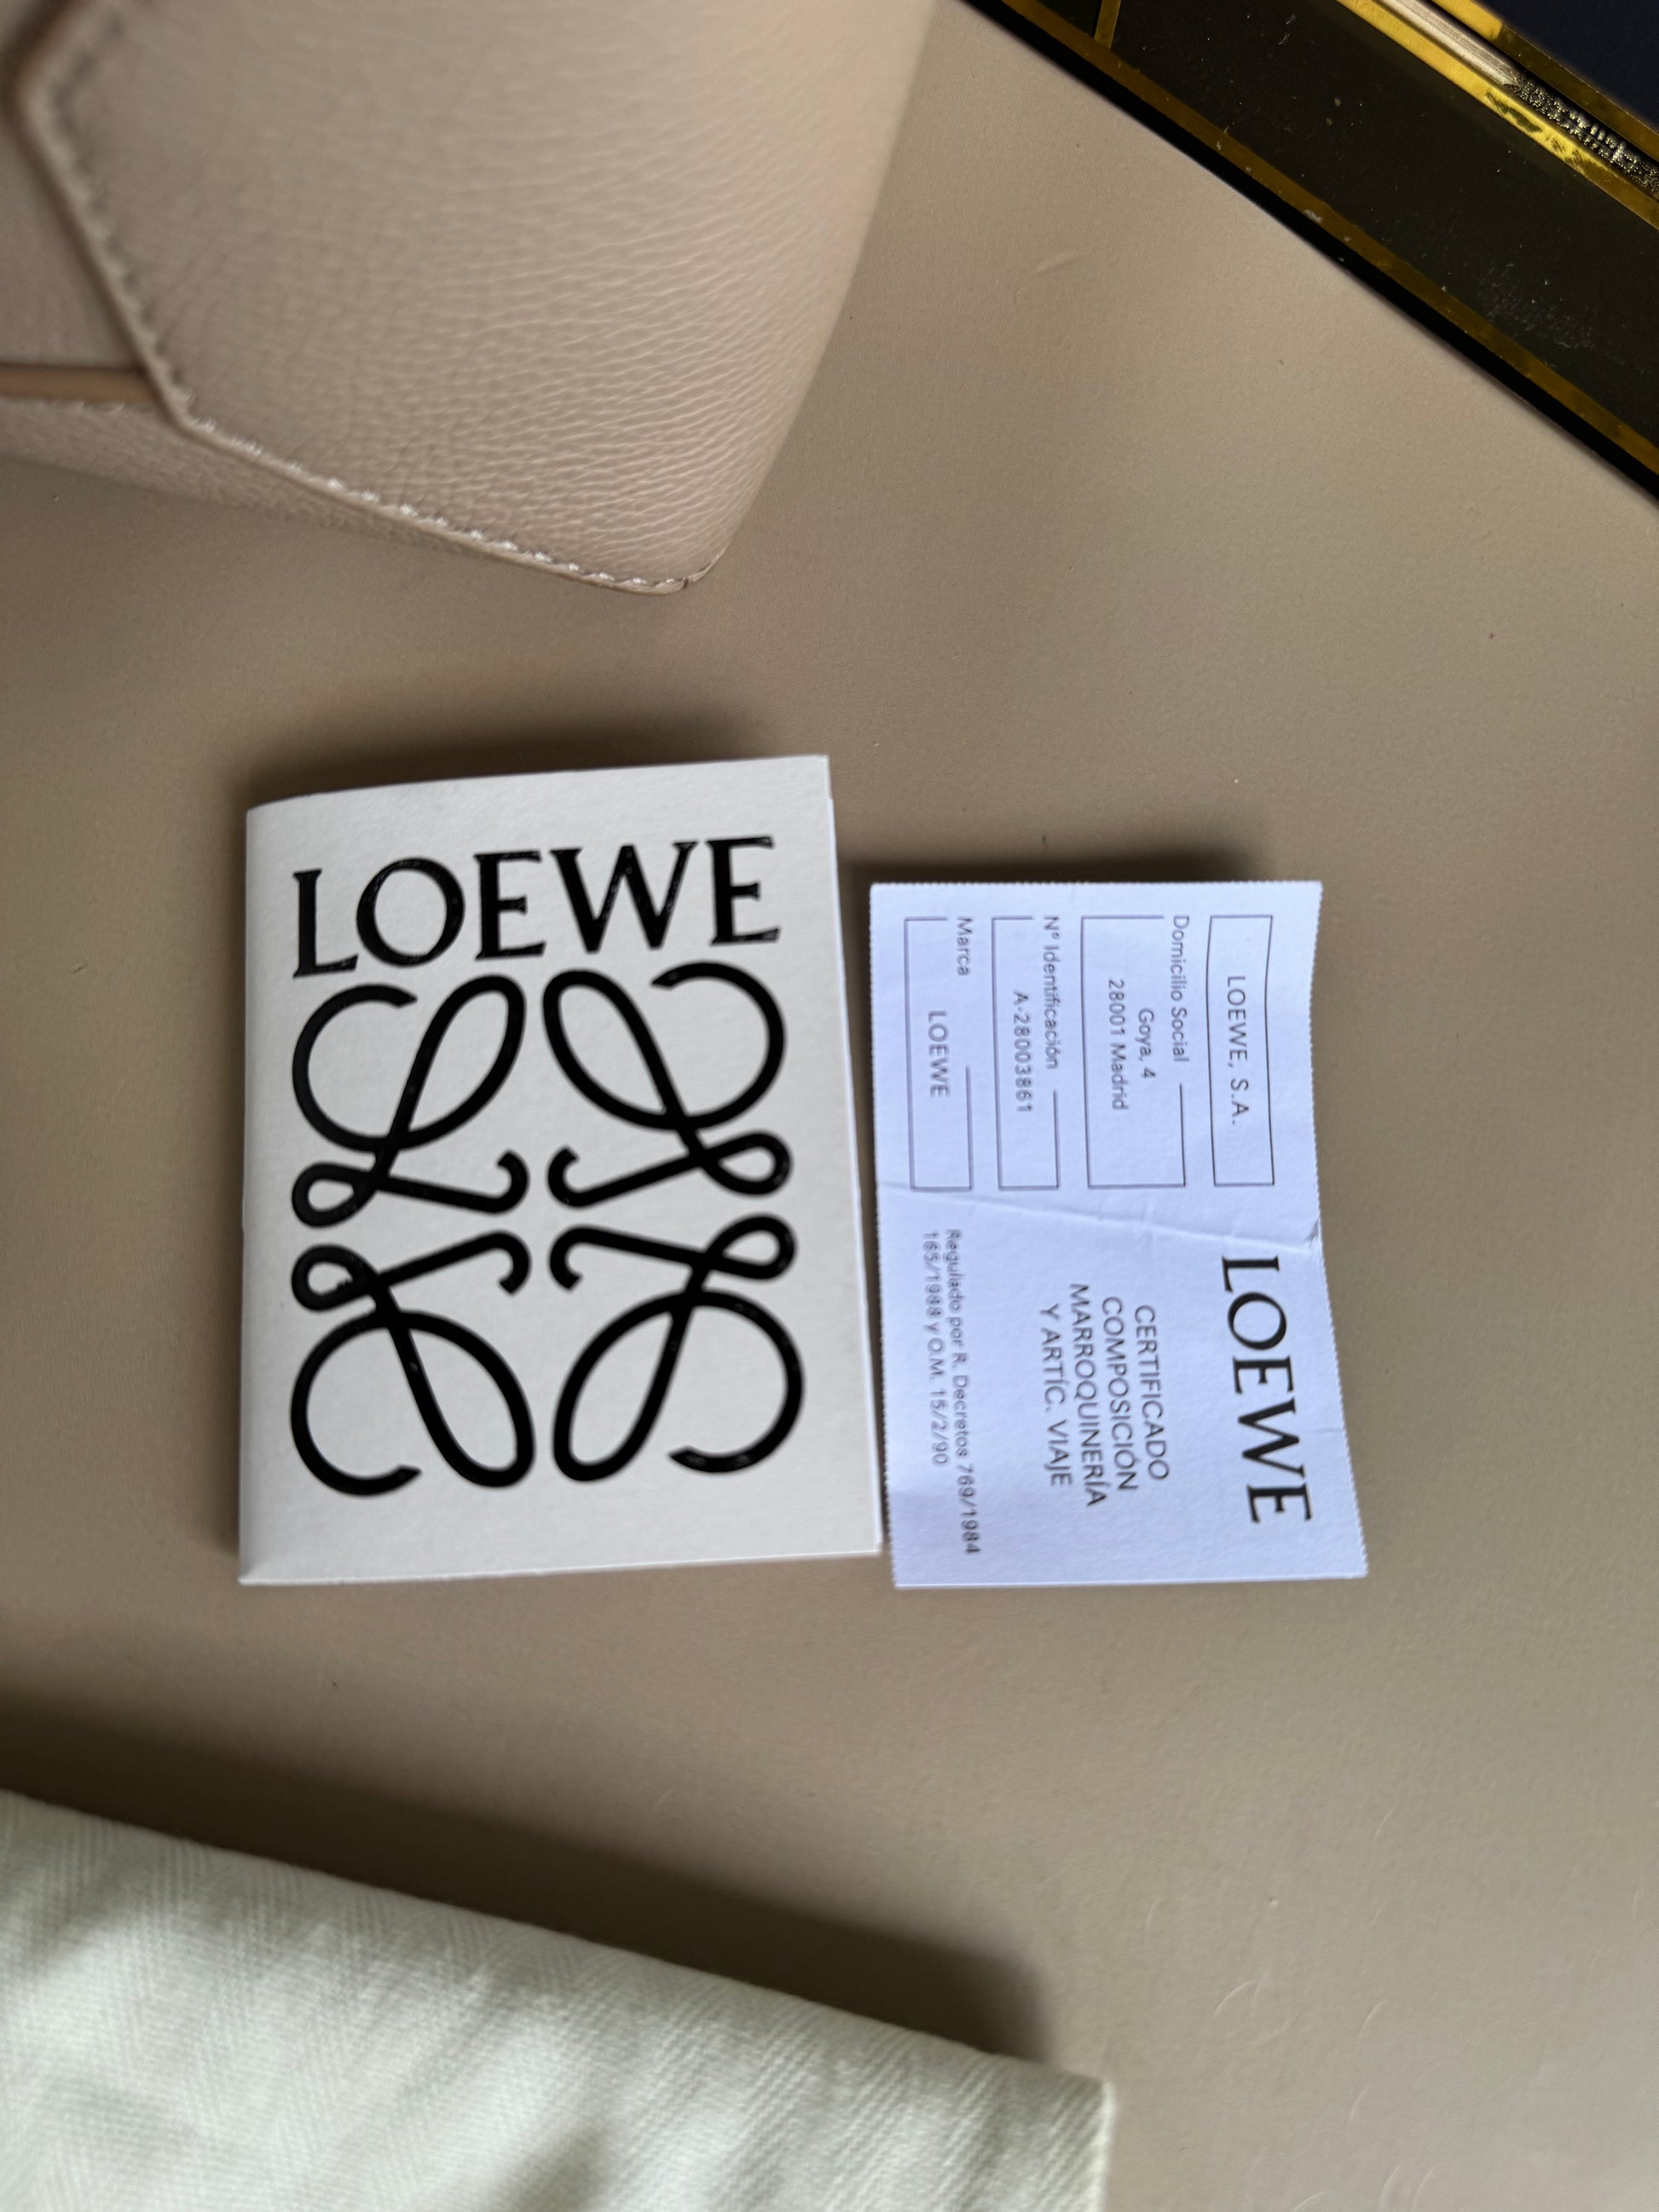 LOEWE
LOEWE, S.A.
Domicilio Social
Goya, 4
28001 Madrid
Nº Identificación
A-28003861
Marca
LOEWE
LOEWE
CERTIFICADO
COMPOSICIÓN
MARROQUINERÍA
Y ARTÍC. VIAJE
Regulado por R. Decretos 769/1984
165/1988 y O.M. 15/2/90